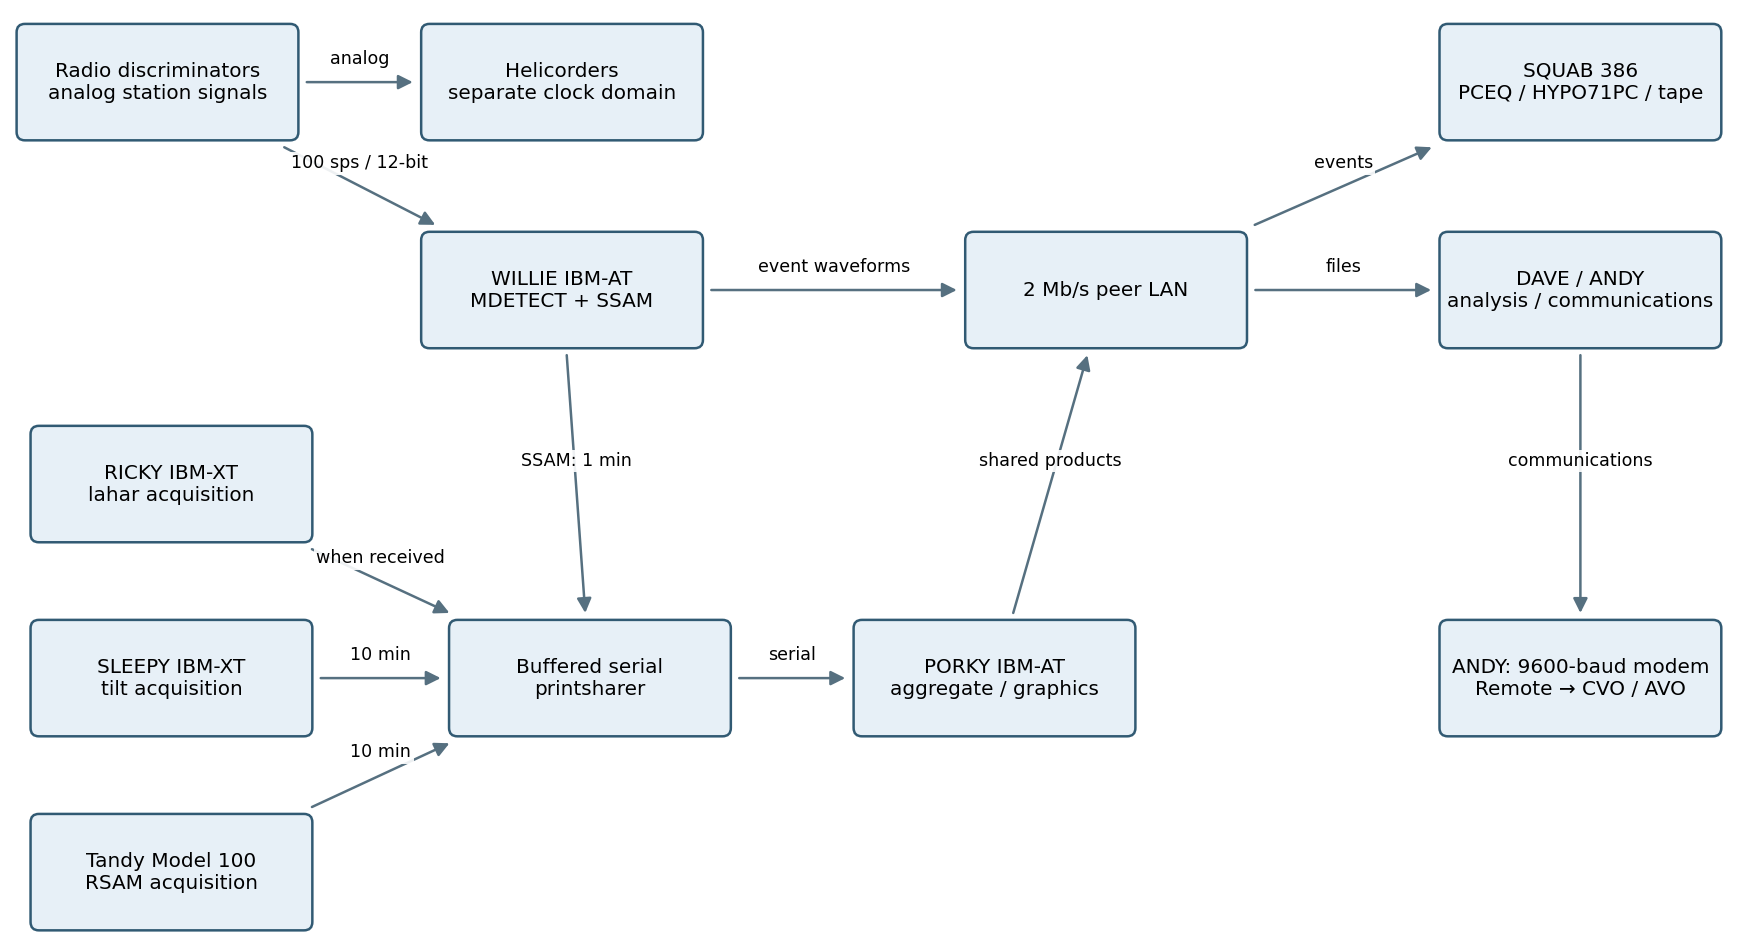 Radio discriminators
analog station signals
analog
Helicorders
separate clock domain
SQUAB 386
PCEQ / HYPO71PC / tape
100 sps / 12-bit
events
WILLIE IBM-AT
MDETECT + SSAM
event waveforms
2 Mb/s peer LAN
files
DAVE / ANDY
analysis / communications
RICKY IBM-XT
lahar acquisition
SSAM: 1 min
shared products
communications
when received
SLEEPY IBM-XT
tilt acquisition
10 min
Buffered serial
printsharer
serial
PORKY IBM-AT
aggregate / graphics
ANDY: 9600-baud modem
Remote → CVO / AVO
10 min
Tandy Model 100
RSAM acquisition